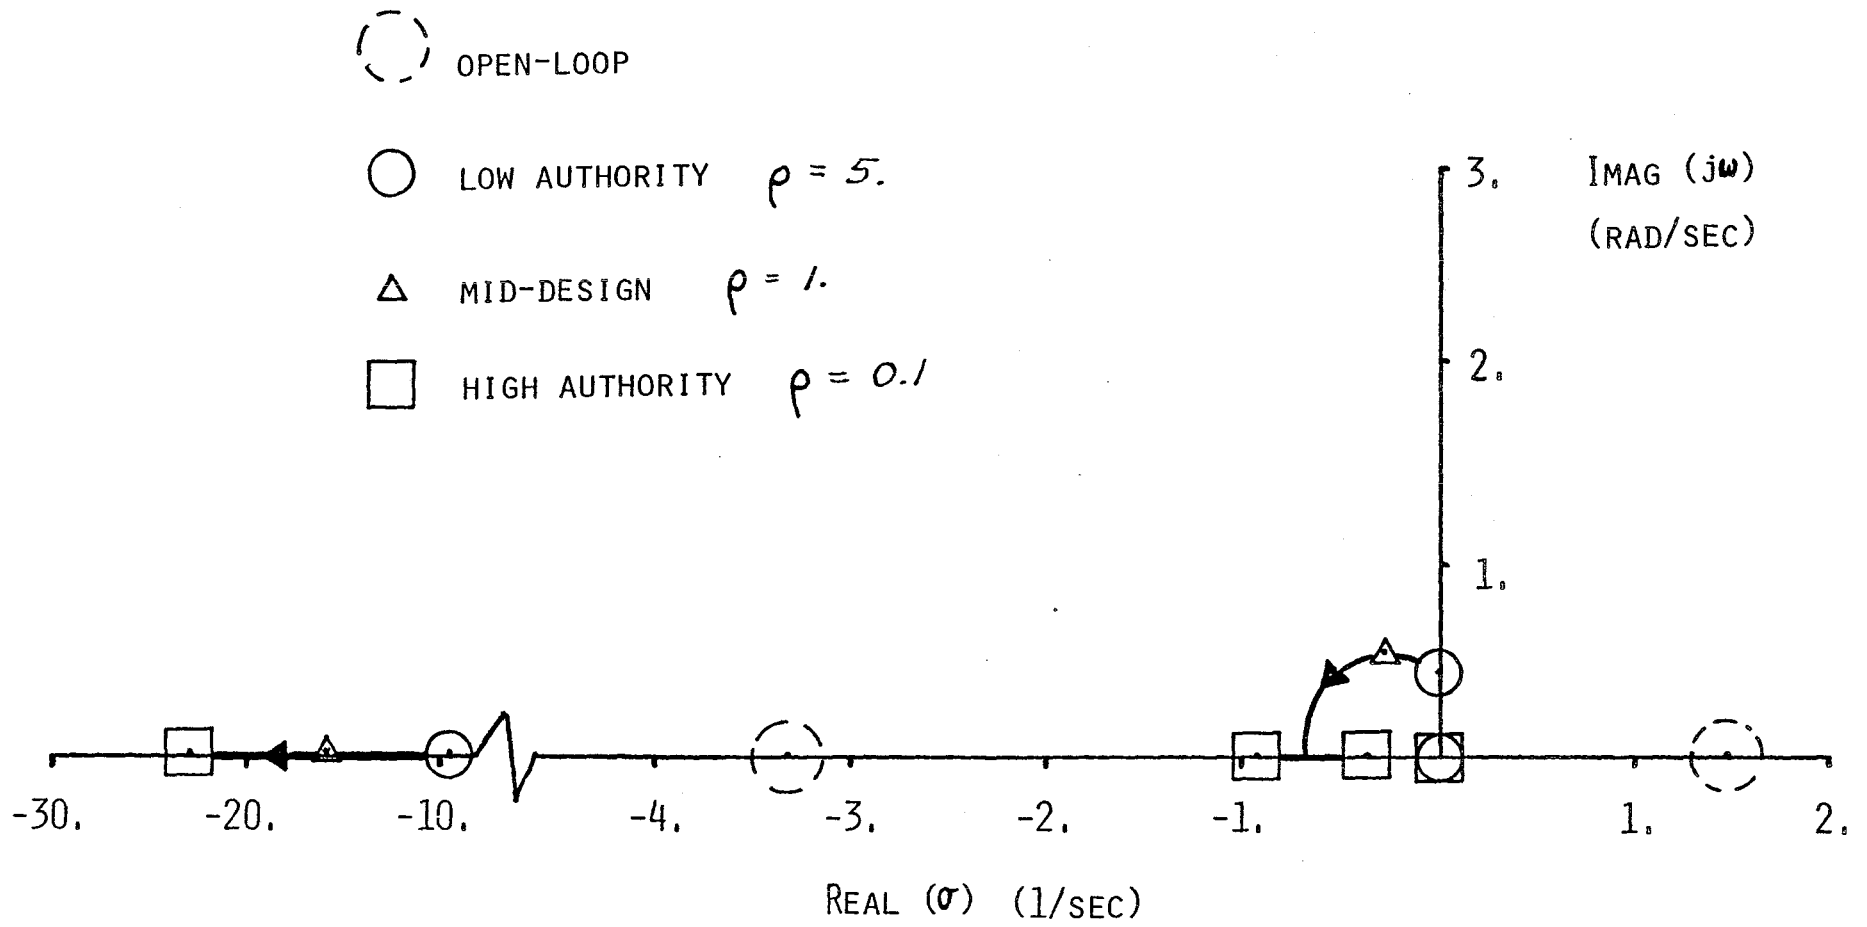 OPEN-LOOP
LOW AUTHORITY ρ = 5.
MID-DESIGN ρ = 1.
HIGH AUTHORITY ρ = 0.1
3.
IMAG (jω)
(RAD/SEC)
2.
1.
-30. -20. -10. -4. -3. -2. -1. 1. 2.
REAL (σ) (1/SEC)